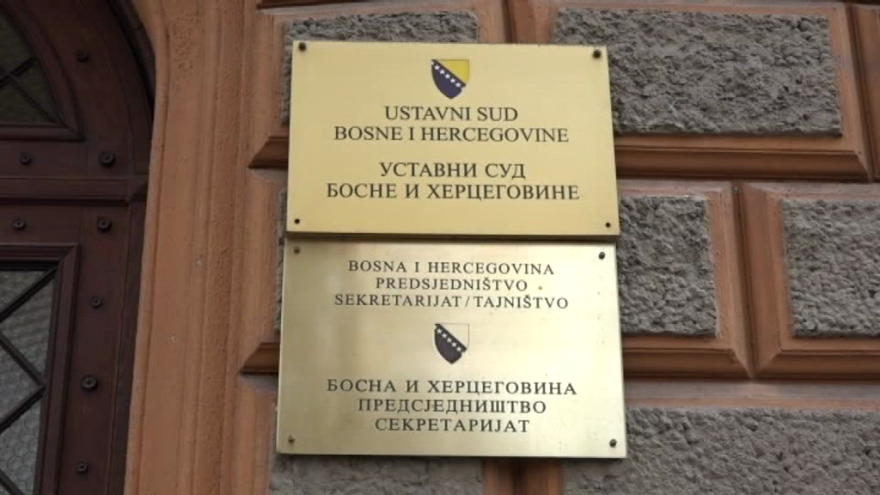 USTAVNI SUD
BOSNE I HERCEGOVINE
УСТАВНИ СУД
БОСНЕ И ХЕРЦЕГОВИНЕ
BOSNA I HERCEGOVINA
PREDSJEDNIŠTVO
SEKRETARIJAT/TAJNIŠTVO
БОСНА И ХЕРЦЕГОВИНА
ПРЕДСЈЕДНИШТВО
СЕКРЕТАРИЈАТ